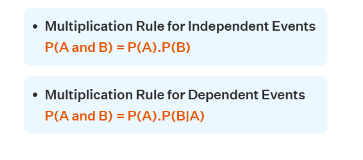 • Multiplication Rule for Independent Events
P(A and B) = P(A).P(B)
• Multiplication Rule for Dependent Events
P(A and B) = P(A).P(B|A)